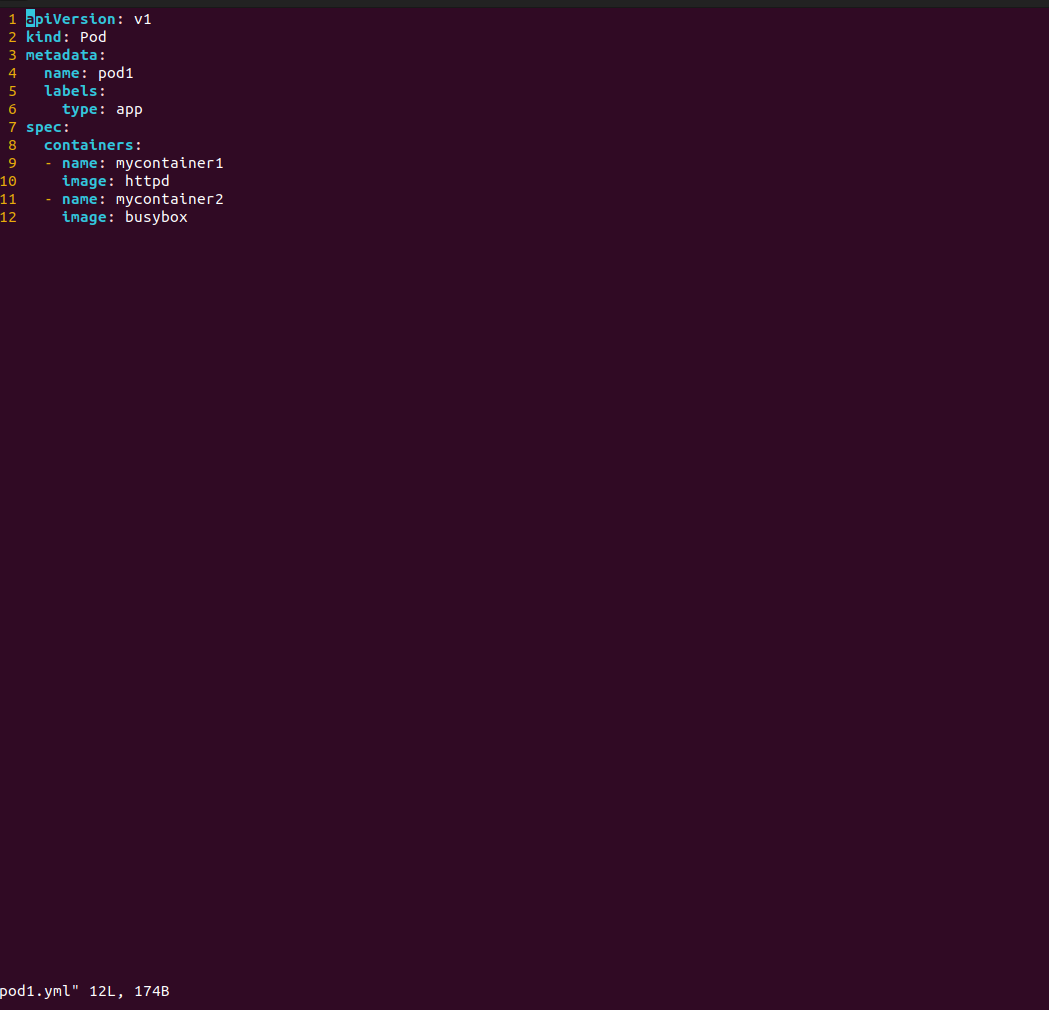 1 apiVersion: v1
2 kind: Pod
3 metadata:
4   name: pod1
5   labels:
6     type: app
7 spec:
8   containers:
9   - name: mycontainer1
10     image: httpd
11   - name: mycontainer2
12     image: busybox
pod1.yml" 12L, 174B